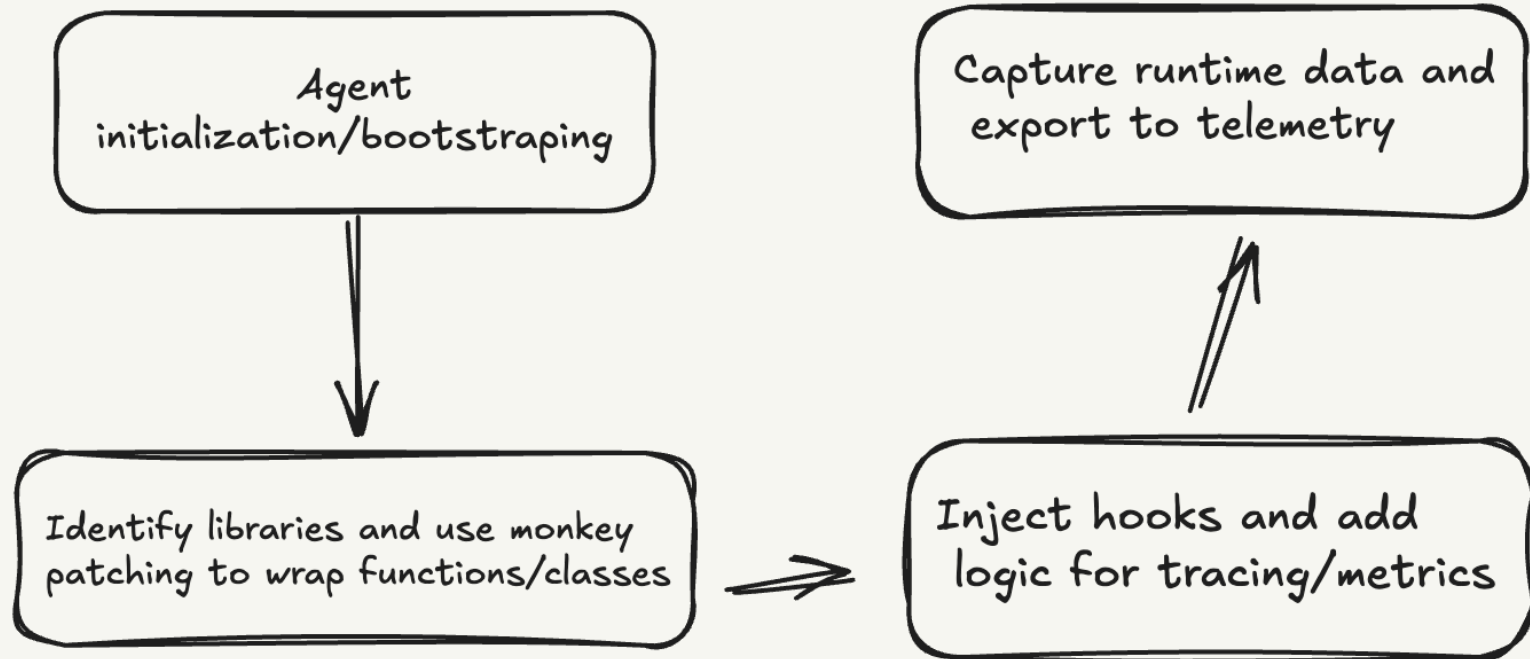 Agent
initialization/bootstraping
Identify libraries and use monkey
patching to wrap functions/classes
Inject hooks and add
logic for tracing/metrics
Capture runtime data and
export to telemetry